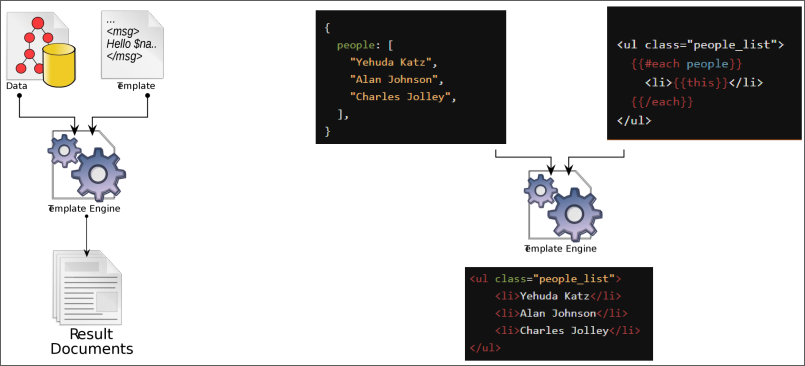 ...
<msg>
Hello $na..
</msg>
Data
Template
Template Engine
Result
Documents
{
people: [
"Yehuda Katz",
"Alan Johnson",
"Charles Jolley",
],
}
<ul class="people_list">
{{#each people}}
<li>{{this}}</li>
{{/each}}
</ul>
Template Engine
<ul class="people_list">
<li>Yehuda Katz</li>
<li>Alan Johnson</li>
<li>Charles Jolley</li>
</ul>